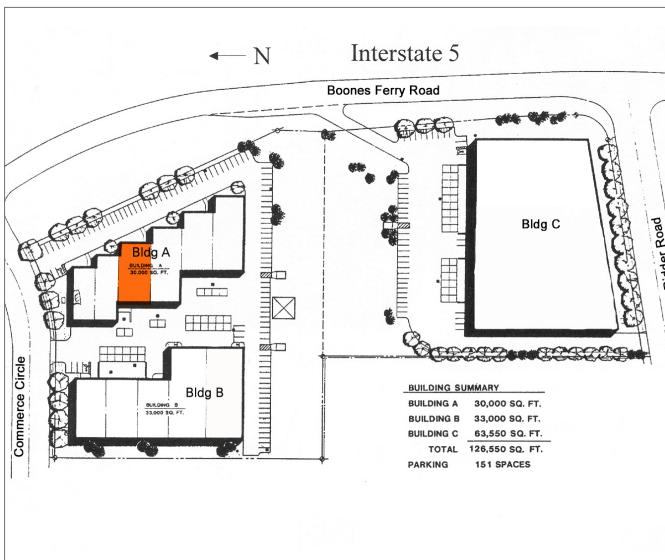 N Interstate 5
Boones Ferry Road
Bldg C
Bldg A
BUILDING A
30,000 SQ. FT.
Commerce Circle
Bldg B
BUILDING B
33,000 SQ. FT.
BUILDING SUMMARY
BUILDING A 30,000 SQ. FT.
BUILDING B 33,000 SQ. FT.
BUILDING C 63,550 SQ. FT.
TOTAL 126,550 SQ. FT.
PARKING 151 SPACES
Road